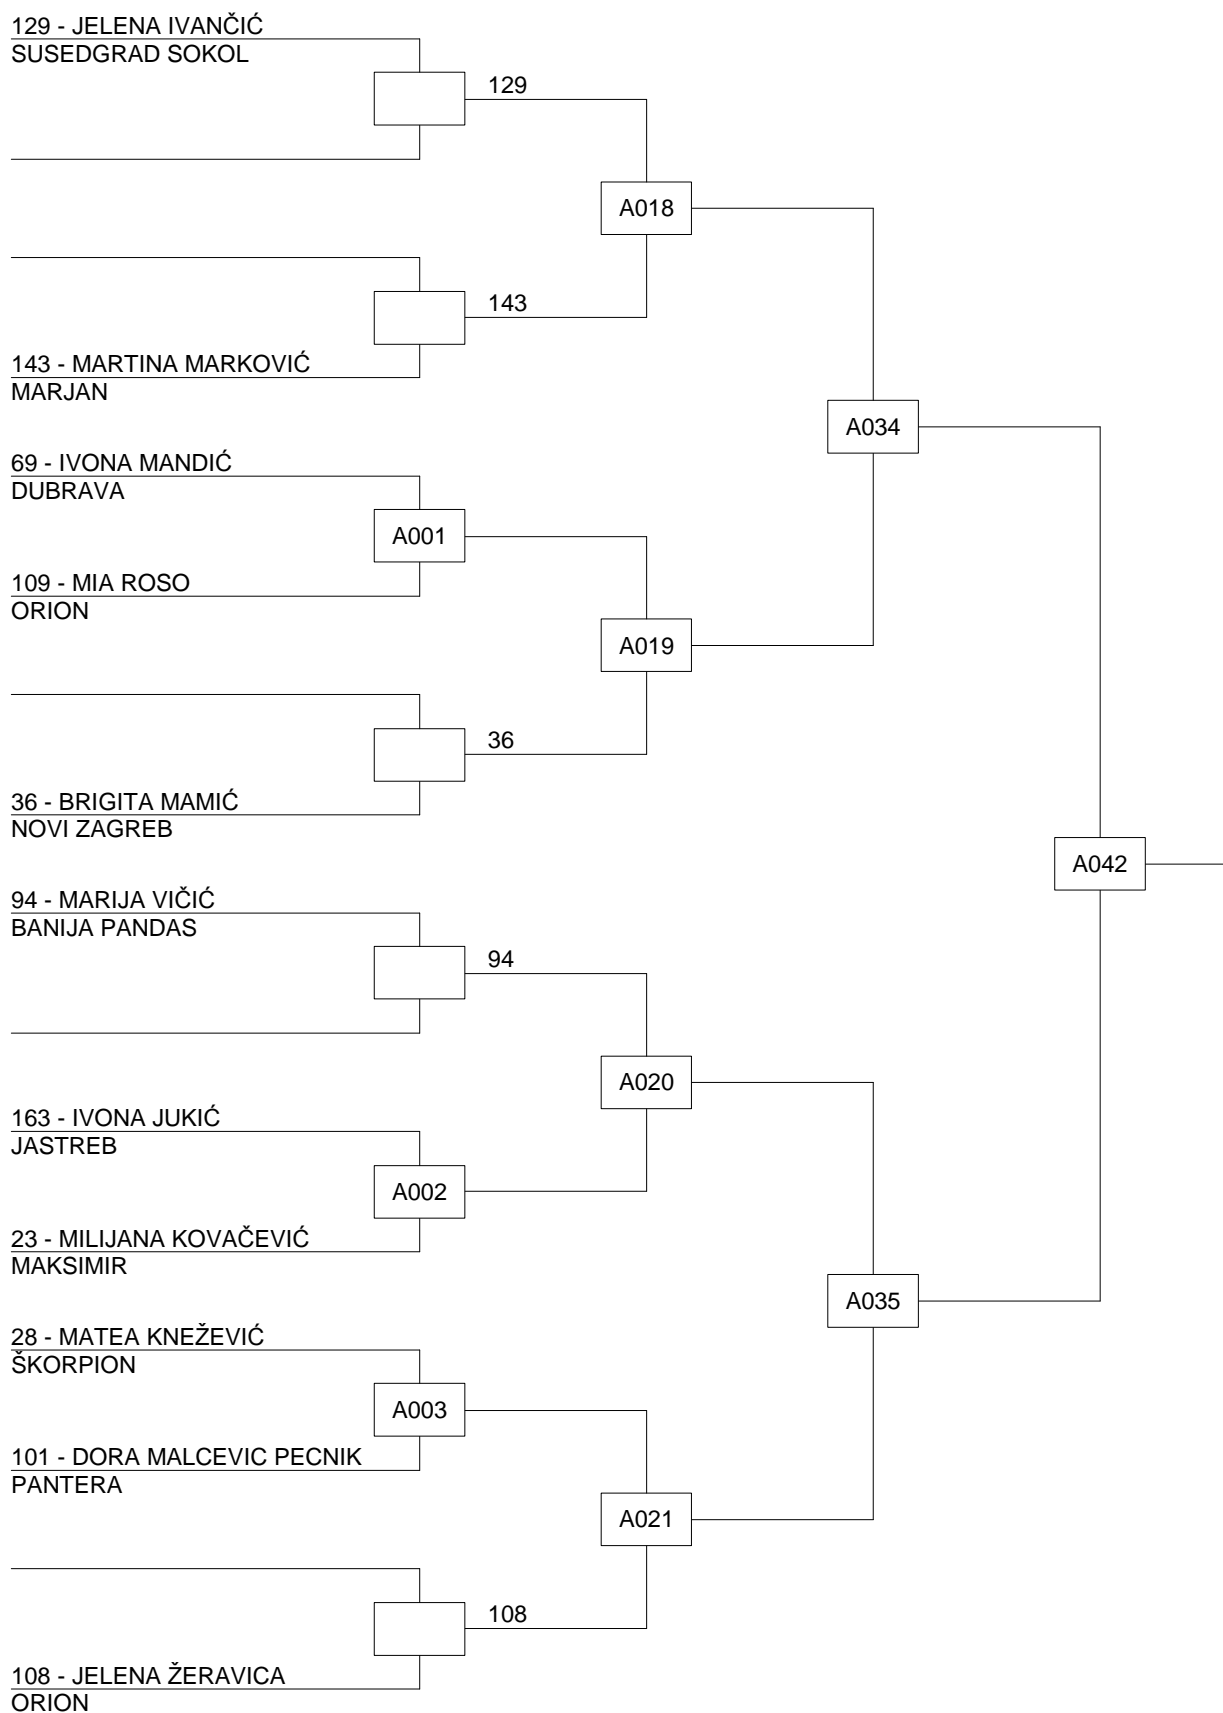 129 - JELENA IVANČIĆ
SUSEDGRAD SOKOL
129
A018
143
143 - MARTINA MARKOVIĆ
MARJAN
A034
69 - IVONA MANDIĆ
DUBRAVA
A001
109 - MIA ROSO
ORION
A019
36
36 - BRIGITA MAMIĆ
NOVI ZAGREB
A042
94 - MARIJA VIČIĆ
BANIJA PANDAS
94
A020
163 - IVONA JUKIĆ
JASTREB
A002
23 - MILIJANA KOVAČEVIĆ
MAKSIMIR
A035
28 - MATEA KNEŽEVIĆ
ŠKORPION
A003
101 - DORA MALCEVIC PECNIK
PANTERA
A021
108
108 - JELENA ŽERAVICA
ORION